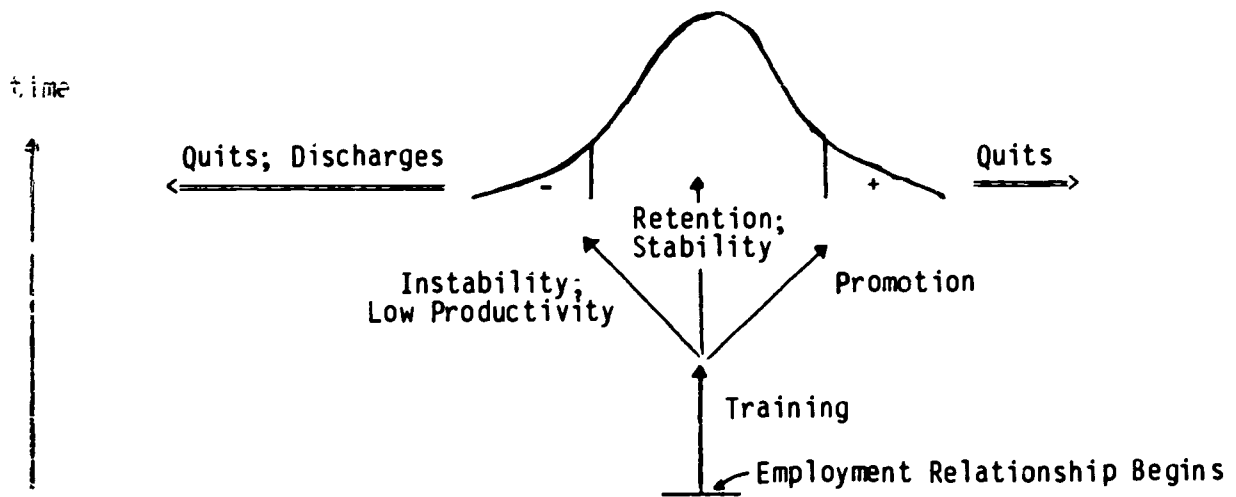 time
Quits; Discharges
Quits
-
+
Retention;
Stability
Instability;
Low Productivity
Promotion
Training
Employment Relationship Begins